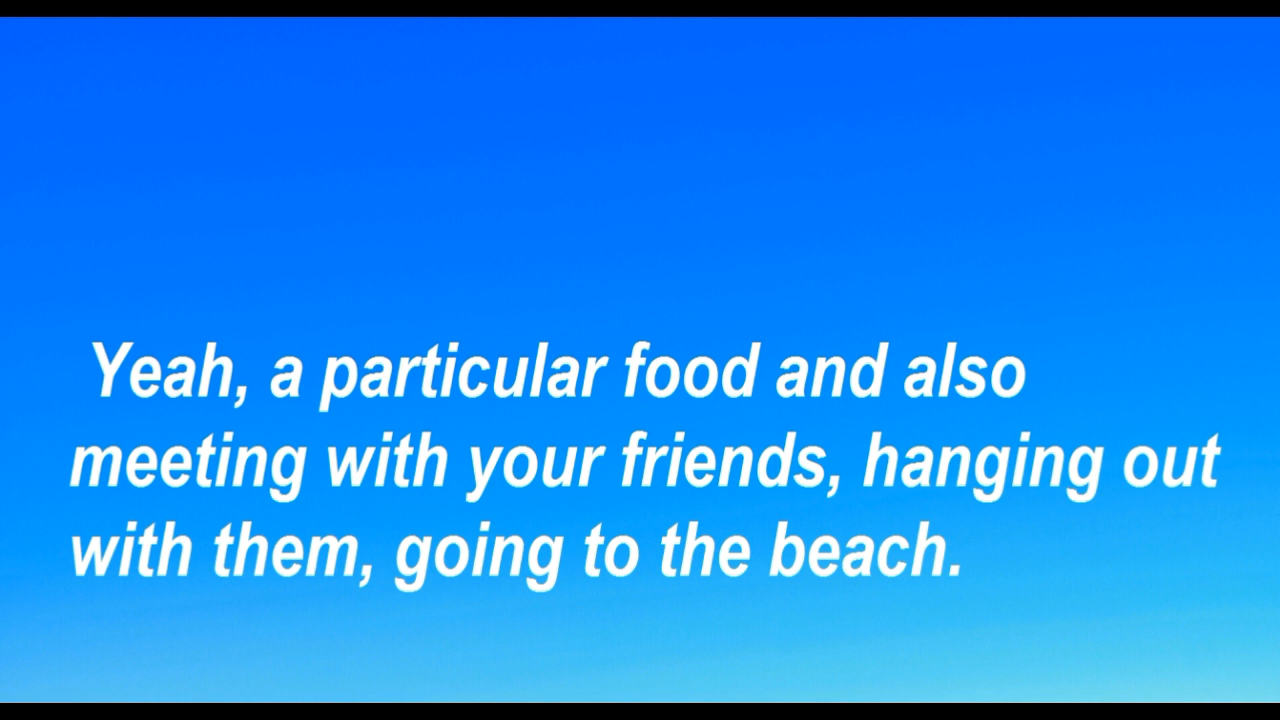 Yeah, a particular food and also
meeting with your friends, hanging out
with them, going to the beach.